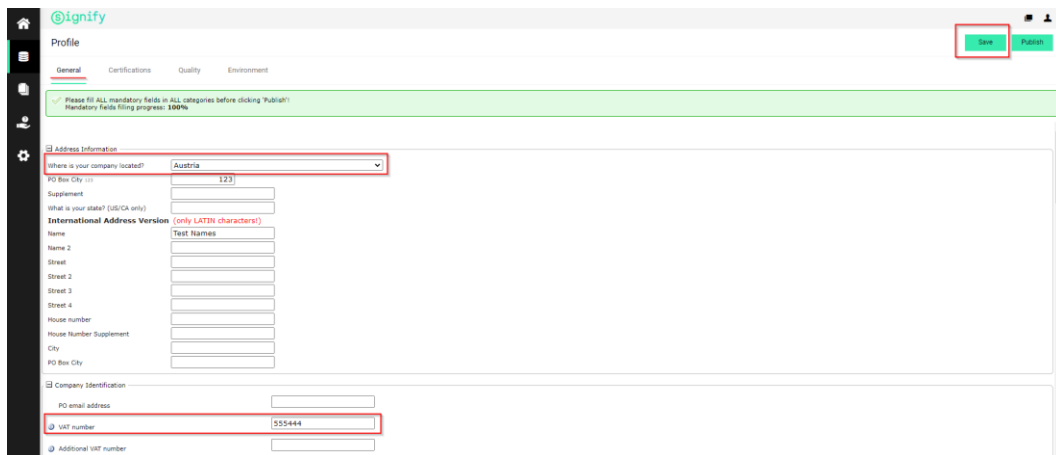 Signify
Profile
Save
Publish
General
Certifications
Quality
Environment
Please fill ALL mandatory fields in ALL categories before clicking 'Publish'!
Mandatory fields filling progress: 100%
Address Information
Where is your company located? Austria
PO Box City 123
Supplement
What is your state? (US/CA only)
International Address Version (only LATIN characters!)
Name Test Names
Name 2
Street
Street 2
Street 3
Street 4
House number
House Number Supplement
City
PO Box City
Company Identification
PO email address
VAT number 555444
Additional VAT number